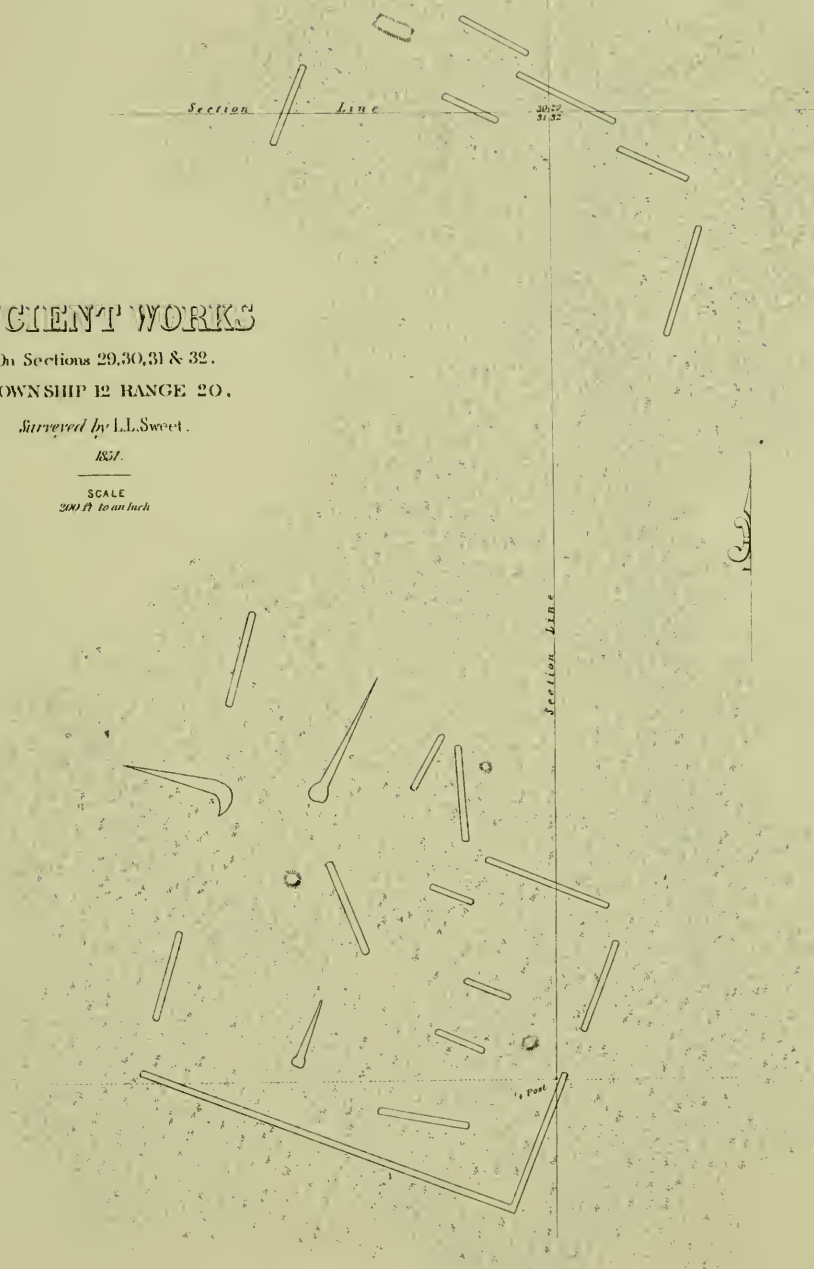 Section Line
30 29
31 32
CIENT WORKS
On Sections 29,30,31 & 32.
OWNSHIP 12 RANGE 20.
Surveyed by L.L.Sweet.
1851.
SCALE
200 ft to an Inch
Section Line
¼ Post